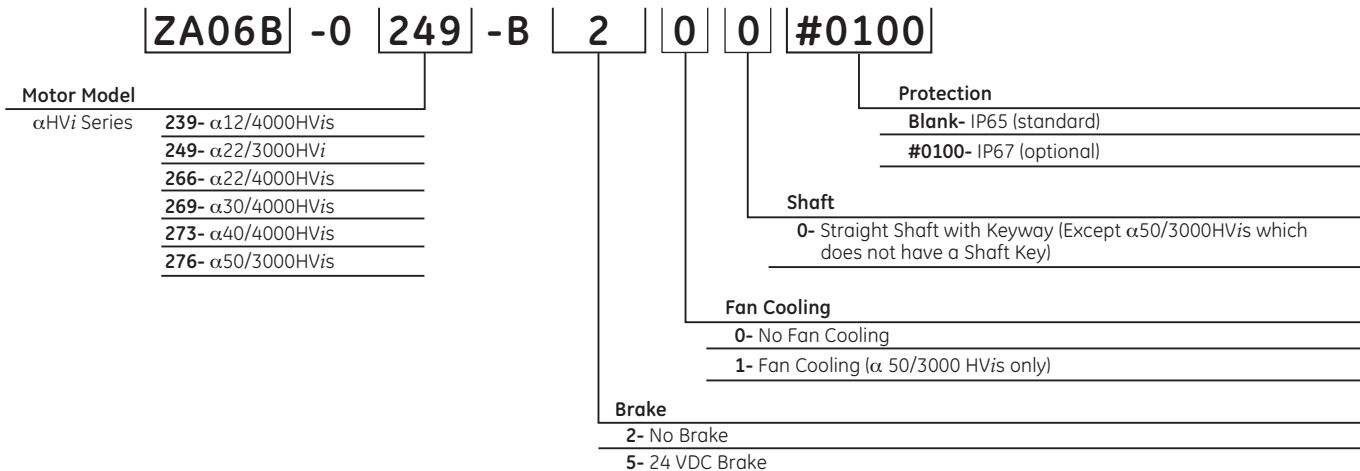 ZA06B -0 249 -B 2 0 0 #0100
Motor Model
αHVi Series
239- α12/4000HVis
249- α22/3000HVi
266- α22/4000HVis
269- α30/4000HVis
273- α40/4000HVis
276- α50/3000HVis
Protection
Blank- IP65 (standard)
#0100- IP67 (optional)
Shaft
0- Straight Shaft with Keyway (Except α50/3000HVis which
does not have a Shaft Key)
Fan Cooling
0- No Fan Cooling
1- Fan Cooling (α 50/3000 HVis only)
Brake
2- No Brake
5- 24 VDC Brake